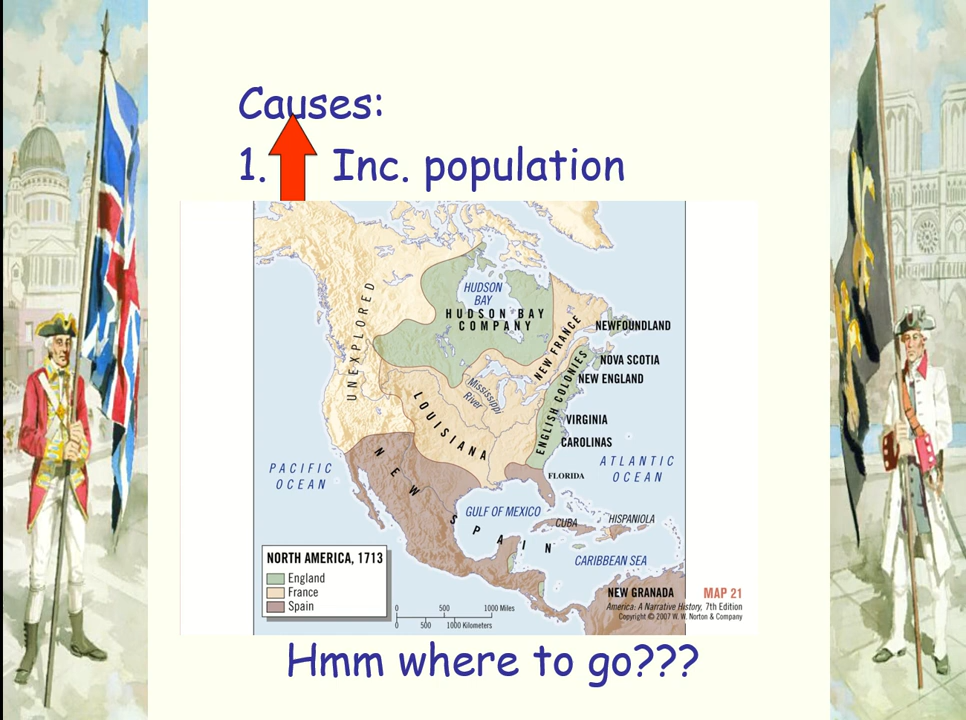 Causes:
1. Inc. population
HUDSON
BAY
HUDSON BAY
COMPANY
UNEXPLORED
NEW FRANCE
NEWFOUNDLAND
NOVA SCOTIA
NEW ENGLAND
Mississippi
River
ENGLISH COLONIES
LOUISIANA
VIRGINIA
CAROLINAS
PACIFIC
OCEAN
ATLANTIC
OCEAN
FLORIDA
NEW SPAIN
GULF OF MEXICO
CUBA
HISPANIOLA
CARIBBEAN SEA
NORTH AMERICA, 1713
England
France
Spain
0 500 1000 Miles
0 500 1000 Kilometers
NEW GRANADA
MAP 21
America: A Narrative History, 7th Edition
Copyright © 2007 W. W. Norton & Company
Hmm where to go???